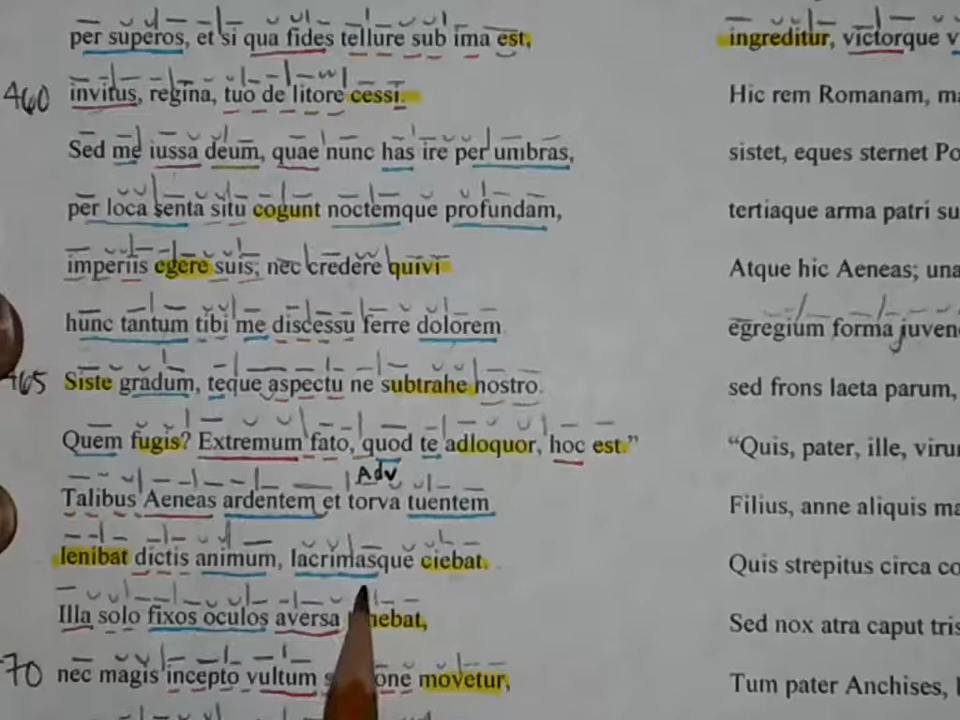 per superos, et si qua fides tellure sub ima est,
460 invitus, regina, tuo de litore cessi.
Sed me iussa deum, quae nunc has ire per umbras,
per loca senta situ cogunt noctemque profundam,
imperiis egere suis; nec credere quivi
hunc tantum tibi me discessu ferre dolorem
465 Siste gradum, teque aspectu ne subtrahe nostro.
Quem fugis? Extremum fato, quod te adloquor, hoc est.”
Adv
Talibus Aeneas ardentem et torva tuentem
lenibat dictis animum, lacrimasque ciebat.
Illa solo fixos oculos aversa
70 nec magis incepto vultum movetur,
ingreditur, victorque
Hic rem Romanam,
sistet, eques sternet
tertiaque arma patri
Atque hic Aeneas;
egregium forma
sed frons laeta parum,
“Quis, pater, ille,
Filius, anne aliquis
Quis strepitus circa
Sed nox atra caput
Tum pater Anchises,